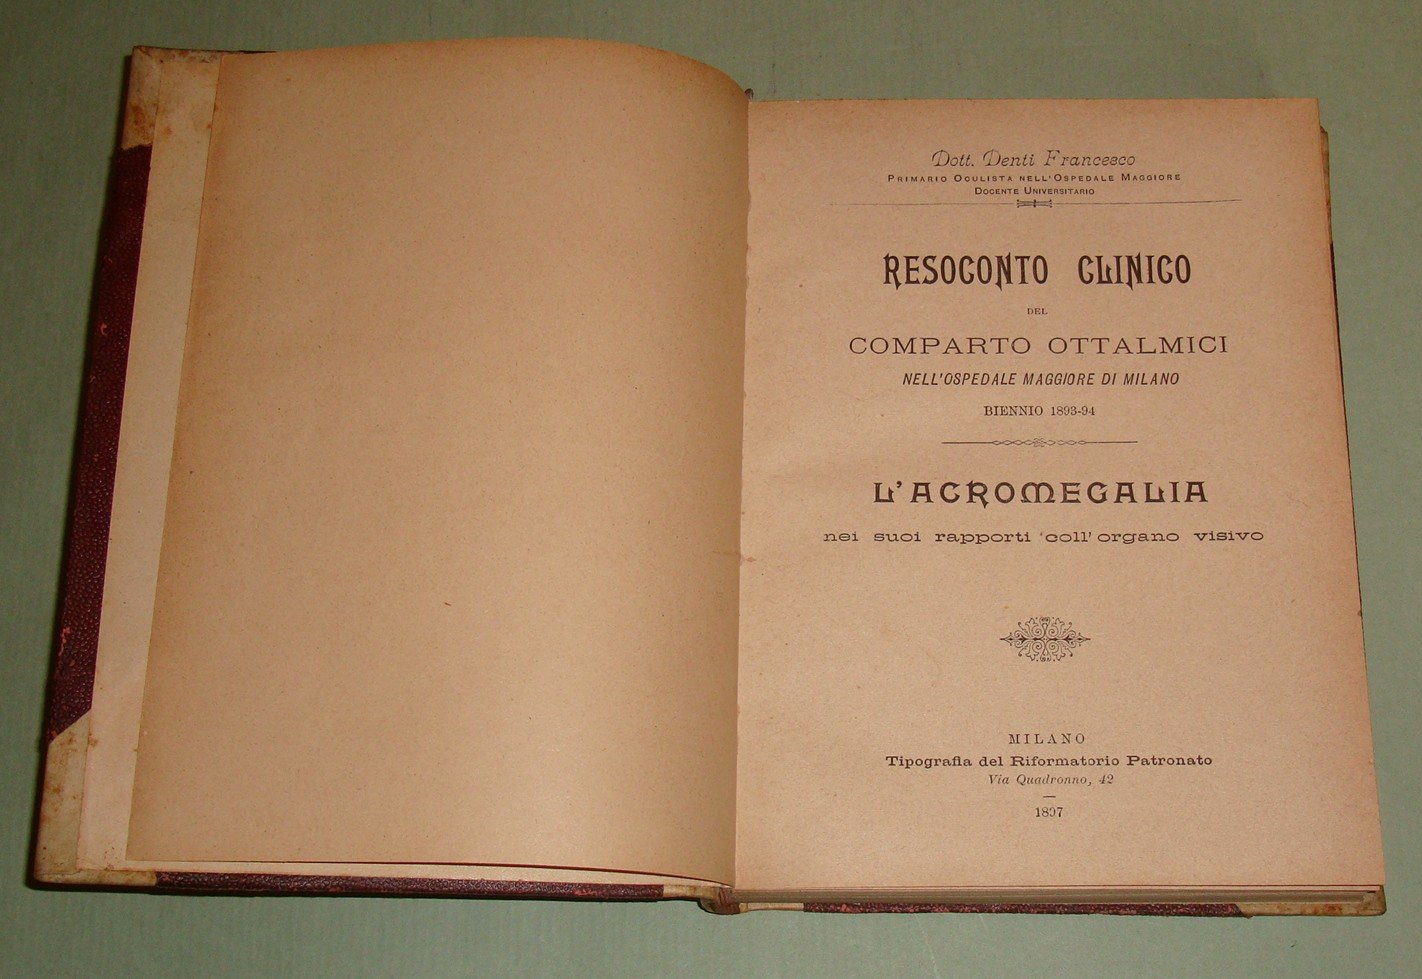 Dott. Denti Francesco
Primario Oculista nell'Ospedale Maggiore
Docente Universitario
RESOCONTO CLINICO
DEL
COMPARTO OTTALMICI
NELL'OSPEDALE MAGGIORE DI MILANO
BIENNIO 1893-94
L'ACROMEGALIA
nei suoi rapporti coll'organo visivo
MILANO
Tipografia del Riformatorio Patronato
Via Quadronno, 42
1897